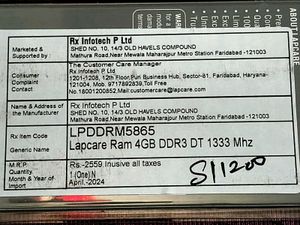 ABOUT LAPCARE
Marketed & Supported by: Rx Infotech P Ltd
SHED NO. 10, 14/3 OLD HAVELS COMPOUND
Mathura Road,Near Mewala Maharajpur Metro Station Faridabad -121003
The Customer Care Manager
Consumer Complaint Contact Rx Infotech P Ltd
1201-1208, 12th Floor,Puri Business Hub, Sector-81, Faridabad, Haryana-
121004, Mob. 9717892839,Toll Free
No.18001200852,Mail:customercare@rxinfotech.in
Name & Address of the Manufacturer Rx Infotech P Ltd
SHED NO. 10, 14/3 OLD HAVELS COMPOUND
Mathura Road,Near Mewala Maharajpur Metro Station Faridabad -121003
Rx Item Code LPDDRM5865
Generic Name Lapcare Ram 4GB DDR3 DT 1333 Mhz
M.R.P Rs.-2559 Inusive all taxes
Quantity 1 (One) N
Month & Year of Import April.-2024